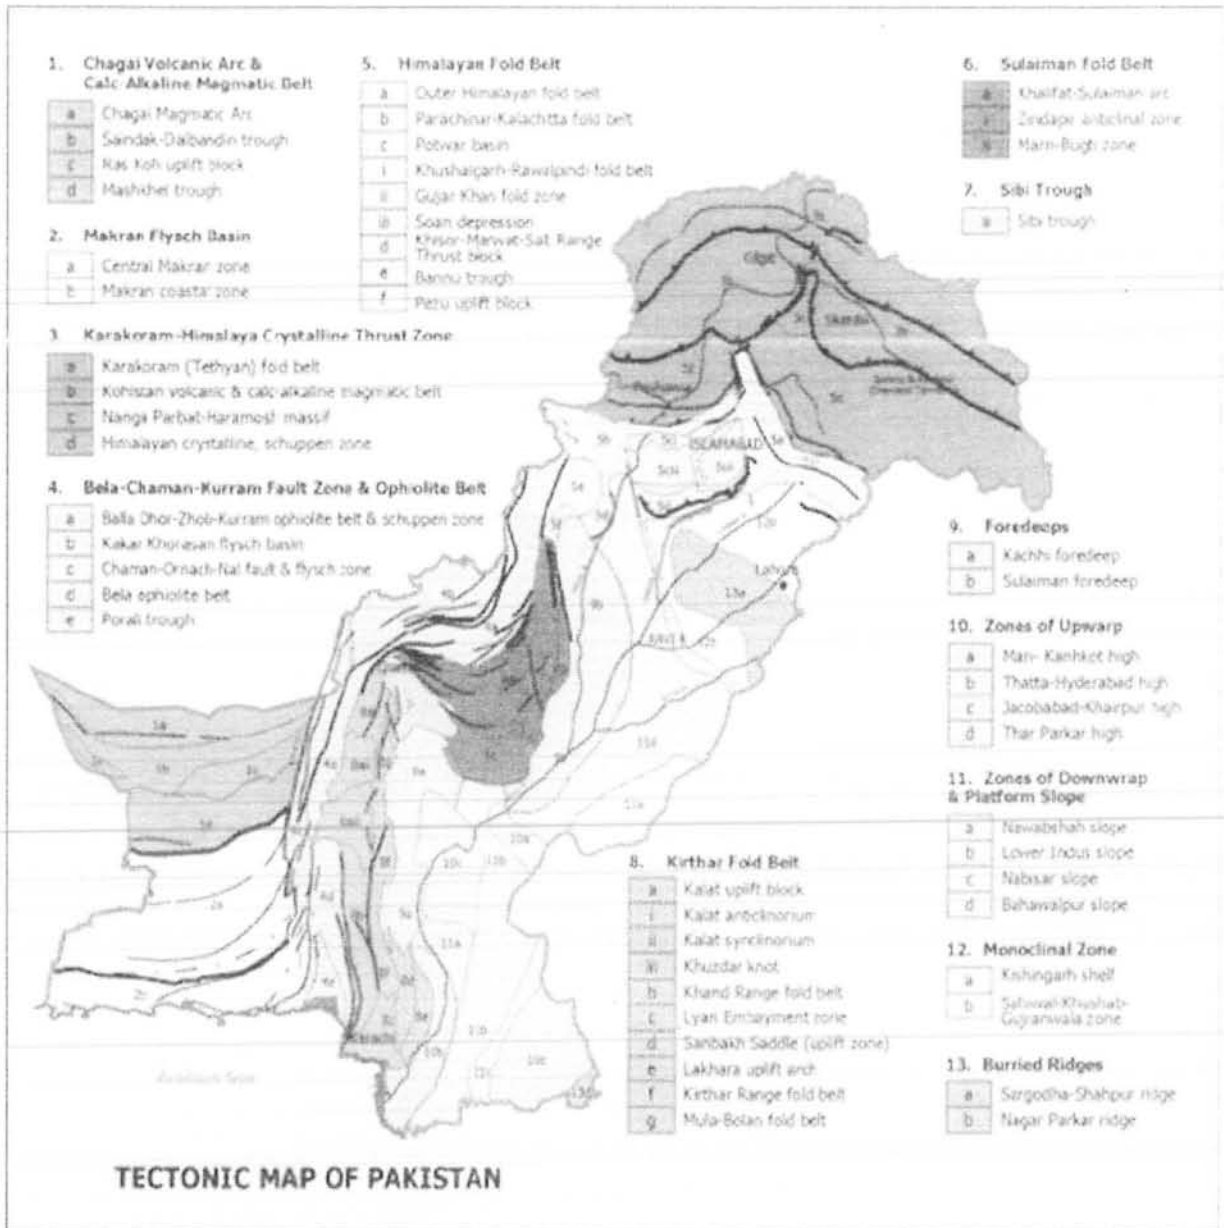 1. Chagai Volcanic Arc &
Calc-Alkaline Magmatic Belt
a Chagai Magmatic Arc
b Saindak-Dalbandin trough
c Ras Koh uplift block
d Mashkhel trough
2. Makran Flysch Basin
a Central Makran zone
b Makran coastal zone
3. Karakoram-Himalaya Crystalline Thrust Zone
a Karakoram (Tethyan) fold belt
b Kohistan volcanic & calc-alkaline magmatic belt
c Nanga Parbat-Haramosh massif
d Himalayan crystalline, schuppen zone
4. Bela-Chaman-Kurram Fault Zone & Ophiolite Belt
a Balla Dhor-Zhob-Kurram ophiolite belt & schuppen zone
b Kakar Khorasan flysch basin
c Chaman-Ornach-Nal fault & flysch zone
d Bela ophiolite belt
e Porali trough
5. Himalayan Fold Belt
a Outer Himalayan fold belt
b Parachinar-Kalachitta fold belt
c Potwar basin
i Khushalgarh-Rawalpindi fold belt
ii Gujar Khan fold zone
iii Soan depression
d Khisor-Marwat-Salt Range
Thrust block
e Bannu trough
f Pezu uplift block
6. Sulaiman Fold Belt
a Khalifat-Sulaiman arc
Zindapir anticlinal zone
Marri-Bugti zone
7. Sibi Trough
a Sibi trough
Gilgit
Skardu
Peshawar
ISLAMABAD
Lahore
Karachi
Arabian Sea
8. Kirthar Fold Belt
a Kalat uplift block
i Kalat anticlinorium
ii Kalat synclinorium
iii Khuzdar knot
b Khand Range fold belt
c Lyari Embayment zone
d Sanbakh Saddle (uplift zone)
e Lakhara uplift arch
f Kirthar Range fold belt
g Mula-Bolan fold belt
9. Foredeeps
a Kachhi foredeep
b Sulaiman foredeep
10. Zones of Upwarp
a Mari- Kanhkot high
b Thatta-Hyderabad high
c Jacobabad-Khairpur high
d Thar Parkar high
11. Zones of Downwrap
& Platform Slope
a Nawabshah slope
b Lower Indus slope
c Nabisar slope
d Bahawalpur slope
12. Monoclinal Zone
a Kishingarh shelf
b Sahiwal-Khushab-
Gujranwala zone
13. Burried Ridges
a Sargodha-Shahpur ridge
b Nagar Parkar ridge
TECTONIC MAP OF PAKISTAN